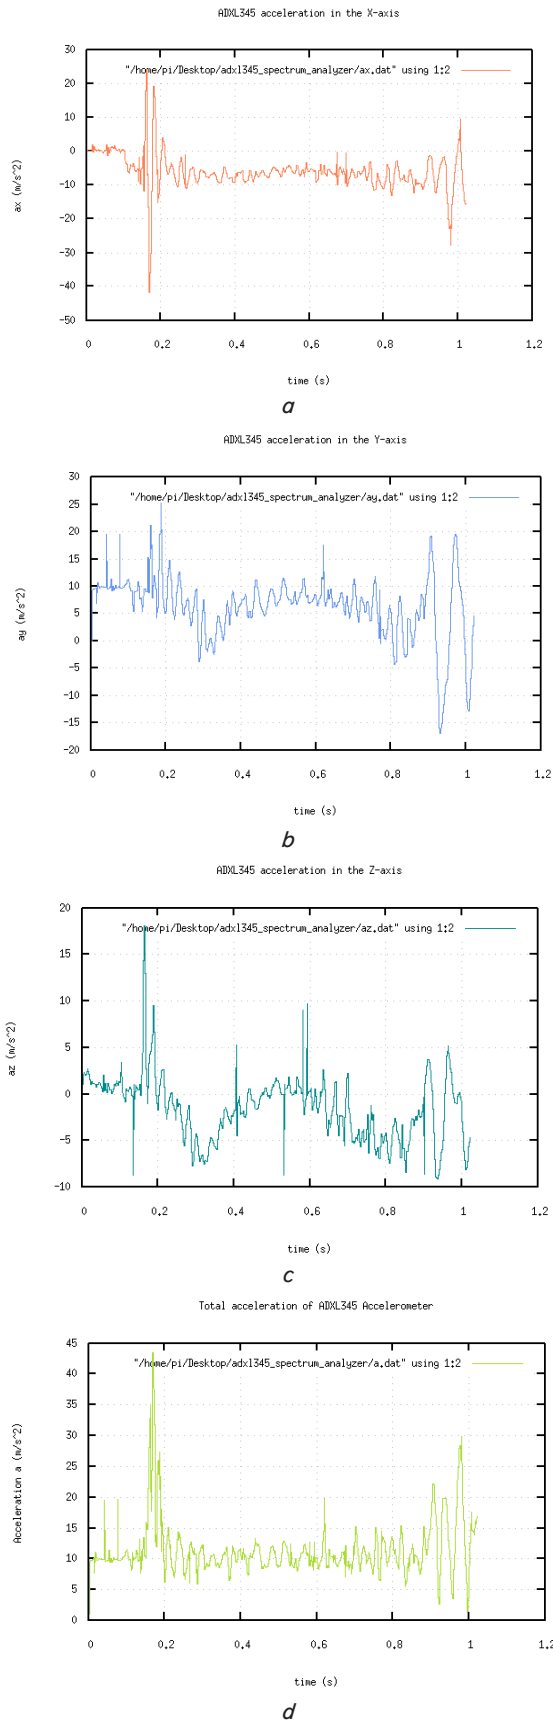 ADXL345 acceleration in the X-axis
30
"/home/pi/Desktop/adxl345_spectrum_analyzer/ax.dat" using 1:2
20
10
0
-10
-20
-30
-40
-50
ax (m/s^2)
0 0.2 0.4 0.6 0.8 1 1.2
time (s)
a
ADXL345 acceleration in the Y-axis
30
"/home/pi/Desktop/adxl345_spectrum_analyzer/ay.dat" using 1:2
25
20
15
10
5
0
-5
-10
-15
-20
ay (m/s^2)
0 0.2 0.4 0.6 0.8 1 1.2
time (s)
b
ADXL345 acceleration in the Z-axis
20
"/home/pi/Desktop/adxl345_spectrum_analyzer/az.dat" using 1:2
15
10
5
0
-5
-10
az (m/s^2)
0 0.2 0.4 0.6 0.8 1 1.2
time (s)
c
Total acceleration of ADXL345 Accelerometer
45
"/home/pi/Desktop/adxl345_spectrum_analyzer/a.dat" using 1:2
40
35
30
25
20
15
10
5
0
Acceleration a (m/s^2)
0 0.2 0.4 0.6 0.8 1 1.2
time (s)
d